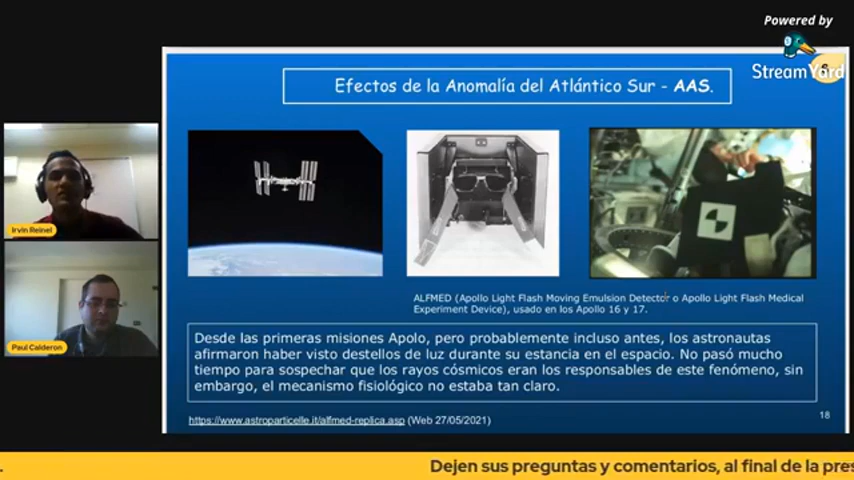 Powered by
StreamYard
Efectos de la Anomalía del Atlántico Sur - AAS.
Irvin Reinel
Paul Calderon
ALFMED (Apollo Light Flash Moving Emulsion Detector o Apollo Light Flash Medical
Experiment Device), usado en los Apollo 16 y 17.
Desde las primeras misiones Apolo, pero probablemente incluso antes, los astronautas
afirmaron haber visto destellos de luz durante su estancia en el espacio. No pasó mucho
tiempo para sospechar que los rayos cósmicos eran los responsables de este fenómeno, sin
embargo, el mecanismo fisiológico no estaba tan claro.
https://www.astroparticelle.it/alfmed-replica.asp (Web 27/05/2021)
18
. Dejen sus preguntas y comentarios, al final de la pres